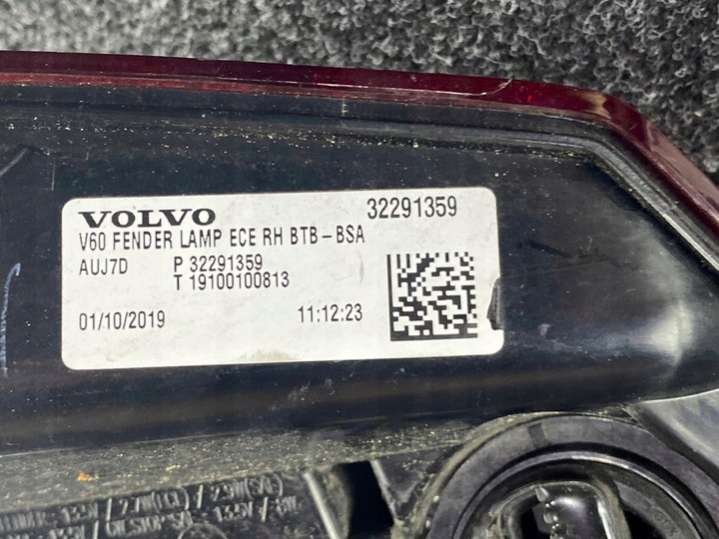 VOLVO 32291359
V60 FENDER LAMP ECE RH BTB-BSA
AUJ7D P 32291359
T 19100100813
01/10/2019 11:12:23